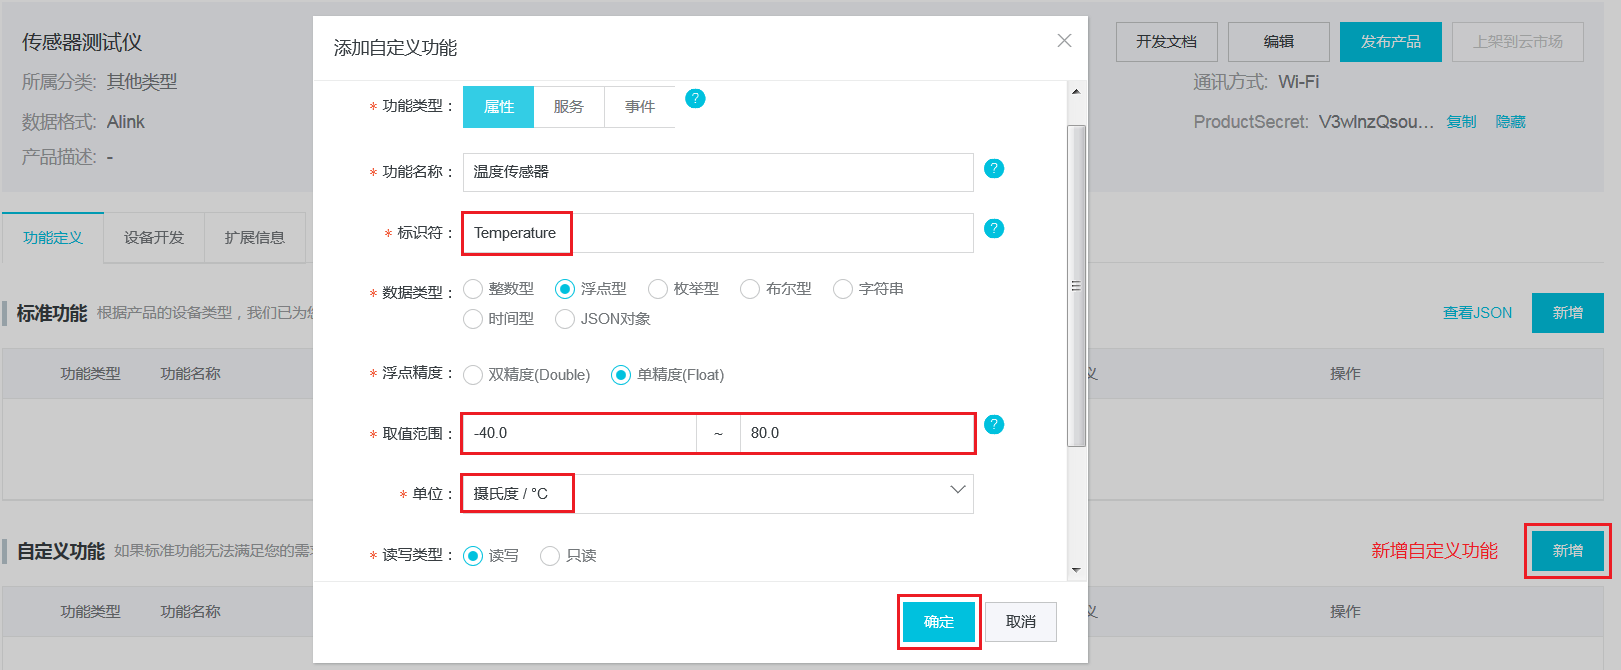 传感器测试仪
所属分类: 其他类型
数据格式: Alink
产品描述: -
开发文档 编辑 发布产品 上架到云市场
通讯方式: Wi-Fi
ProductSecret: V3wlnzQsou... 复制 隐藏
功能定义 设备开发 扩展信息
标准功能 根据产品的设备类型，我们已为
查看JSON 新增
功能类型 功能名称 操作
自定义功能 如果标准功能无法满足您的需
新增自定义功能 新增
功能类型 功能名称 操作
添加自定义功能
* 功能类型： 属性 服务 事件 ?
* 功能名称： 温度传感器 ?
* 标识符： Temperature ?
* 数据类型： 整数型 浮点型 枚举型 布尔型 字符串
时间型 JSON对象
* 浮点精度： 双精度(Double) 单精度(Float)
* 取值范围： -40.0 ~ 80.0 ?
* 单位： 摄氏度 / °C
* 读写类型： 读写 只读
确定 取消